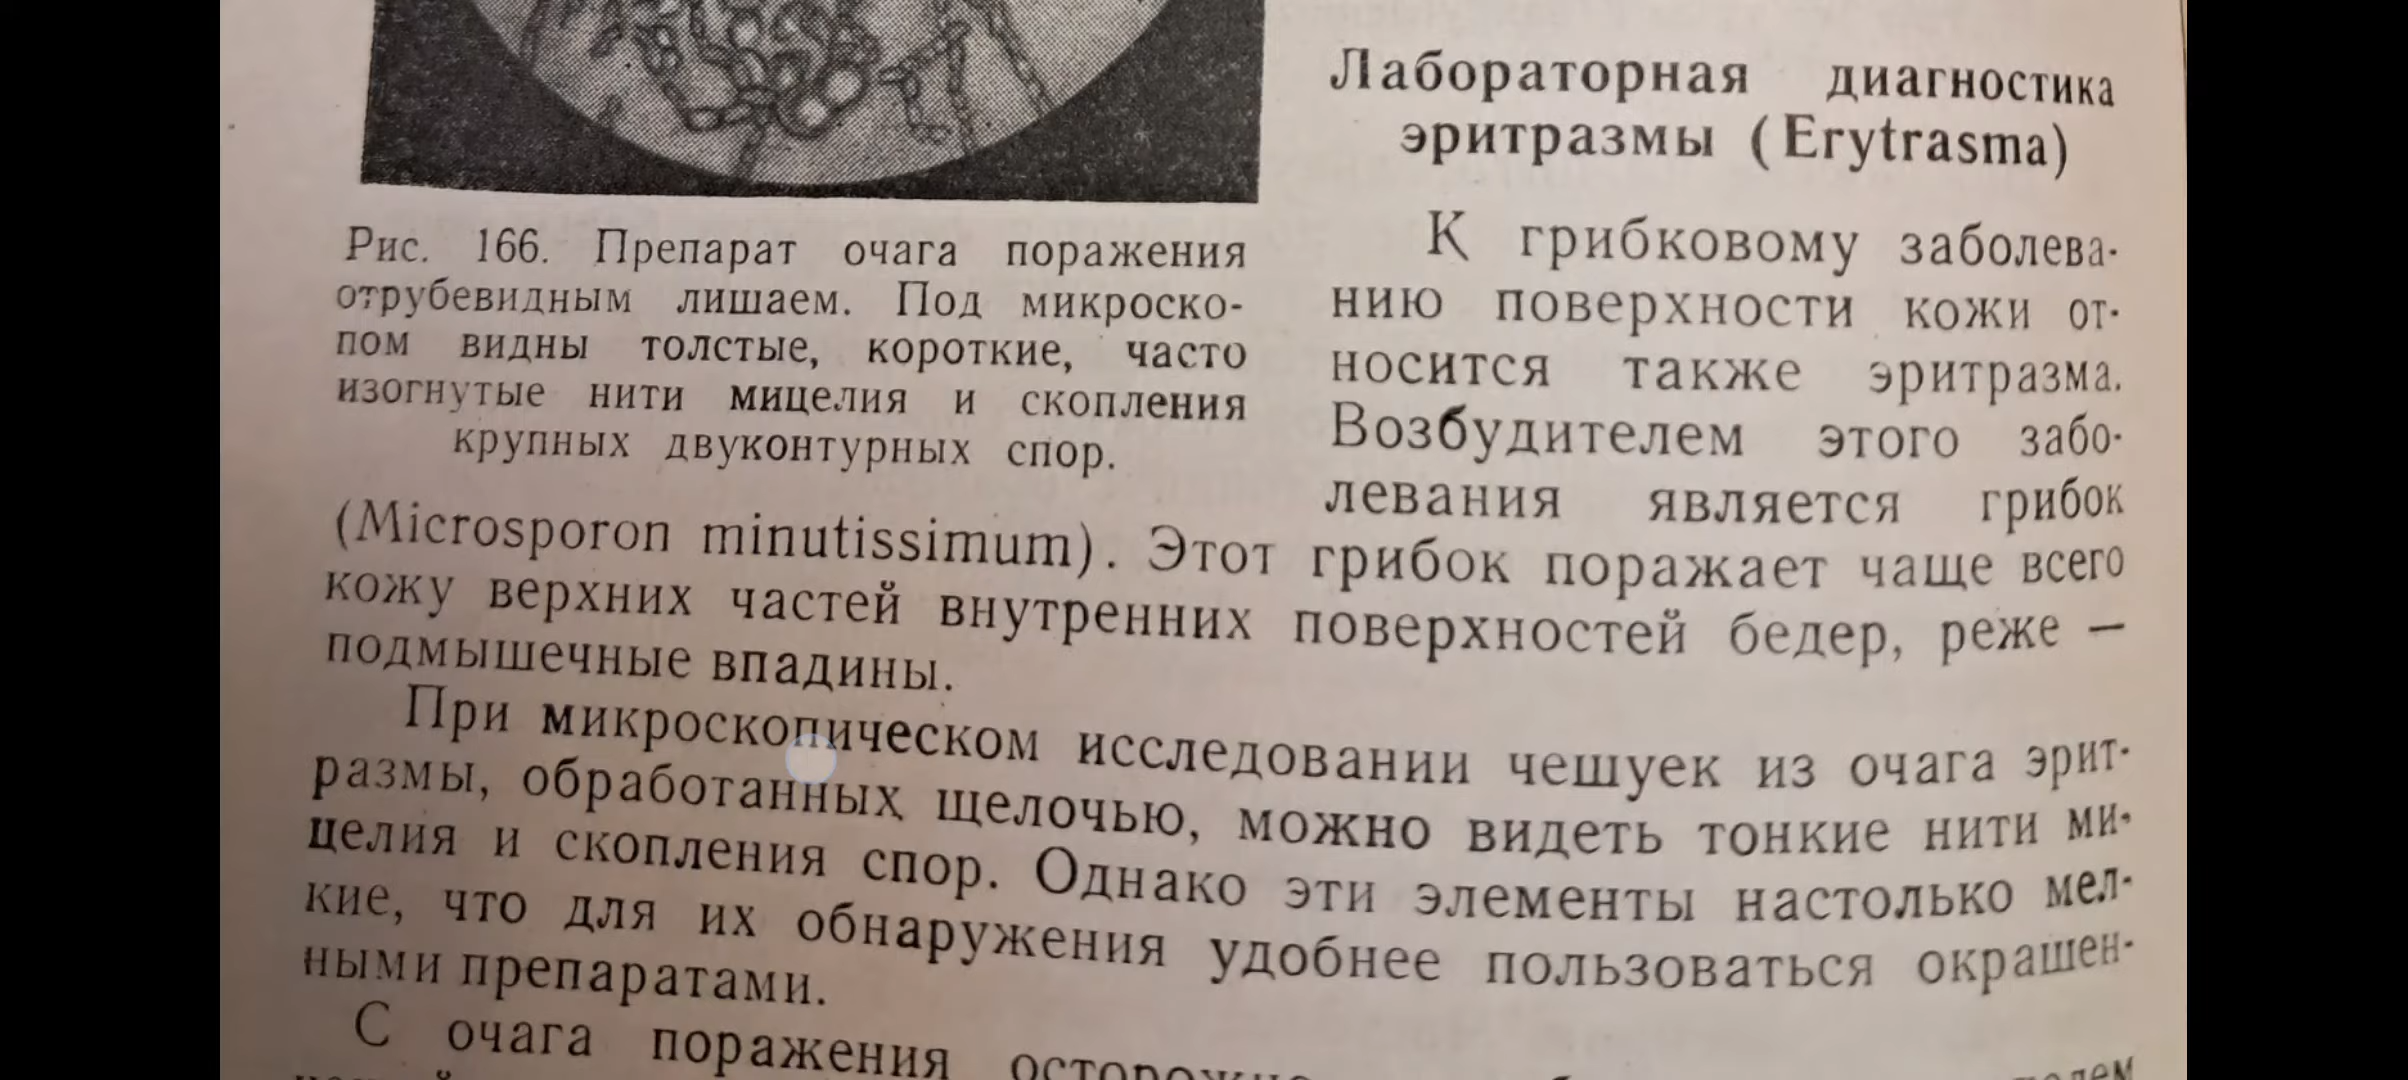 Рис. 166. Препарат очага поражения
отрубевидным лишаем. Под микроско-
пом видны толстые, короткие, часто
изогнутые нити мицелия и скопления
крупных двуконтурных спор.
Лабораторная диагностика
эритразмы (Erytrasma)
К грибковому заболева-
нию поверхности кожи от-
носится также эритразма.
Возбудителем этого забо-
левания является грибок
(Microsporon minutissimum). Этот грибок поражает чаще всего
кожу верхних частей внутренних поверхностей бедер, реже —
подмышечные впадины.
При микроскопическом исследовании чешуек из очага эрит-
размы, обработанных щелочью, можно видеть тонкие нити ми-
целия и скопления спор. Однако эти элементы настолько мел-
кие, что для их обнаружения удобнее пользоваться окрашен-
ными препаратами.
С очага поражения